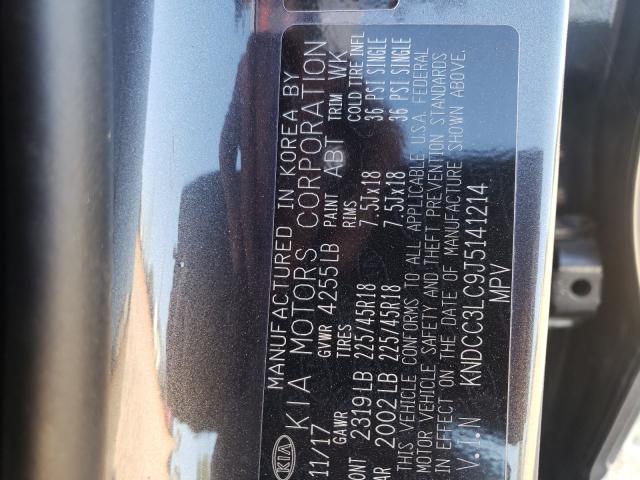 KIA MANUFACTURED IN KOREA BY
KIA MOTORS CORPORATION
11/17 GVWR 4255LB PAINT ABT TRIM WK
GAWR TIRES RIMS COLD TIRE INFL
ONT 2319LB 225/45R18 7.5Jx18 36 PSI SINGLE
AR 2002LB 225/45R18 7.5Jx18 36 PSI SINGLE
THIS VEHICLE CONFORMS TO ALL APPLICABLE U.S.A. FEDERAL
MOTOR VEHICLE SAFETY AND THEFT PREVENTION STANDARDS
IN EFFECT ON THE DATE OF MANUFACTURE SHOWN ABOVE.
V.I.N KNDCC3LC9J5141214
MPV